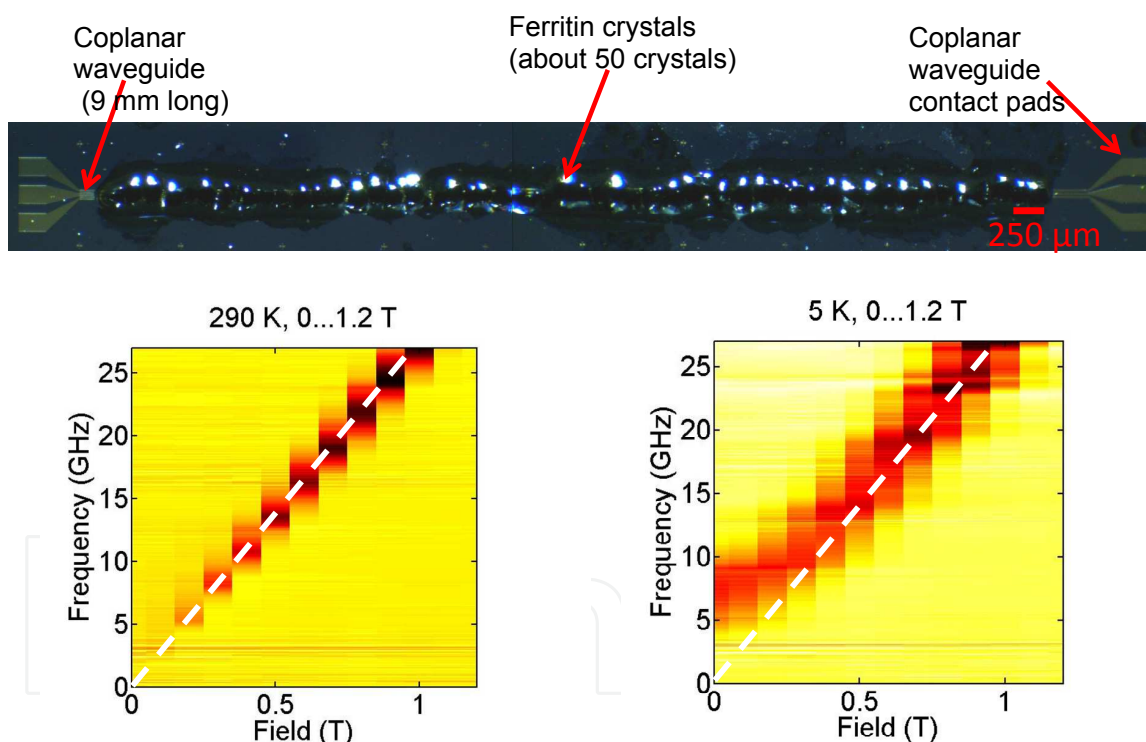 Coplanar
waveguide
(9 mm long)
Ferritin crystals
(about 50 crystals)
Coplanar
waveguide
contact pads
250 µm
290 K, 0...1.2 T
25
20
15
10
5
0
Frequency (GHz)
0
0.5
1
Field (T)
5 K, 0...1.2 T
25
20
15
10
5
0
Frequency (GHz)
0
0.5
1
Field (T)